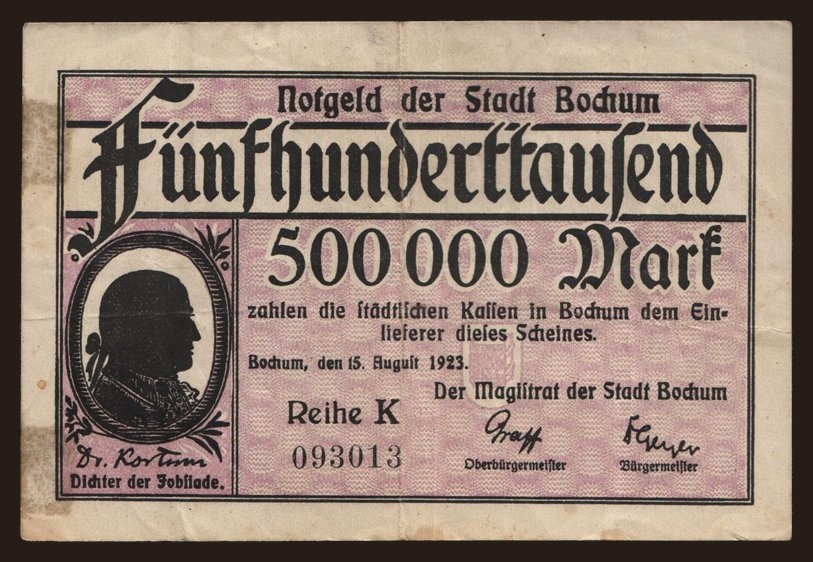 Notgeld der Stadt Bochum
Fünfhunderttauſend
500 000 Mark
zahlen die ſtädtiſchen Kaſſen in Bochum dem Ein-
lieferer dieſes Scheines.
Bochum, den 15. Auguſt 1923.
Der Magiſtrat der Stadt Bochum
Reihe K
093013
Graff
Oberbürgermeiſter
Geyer
Bürgermeiſter
Dr. Kortum
Dichter der Jobſiade.